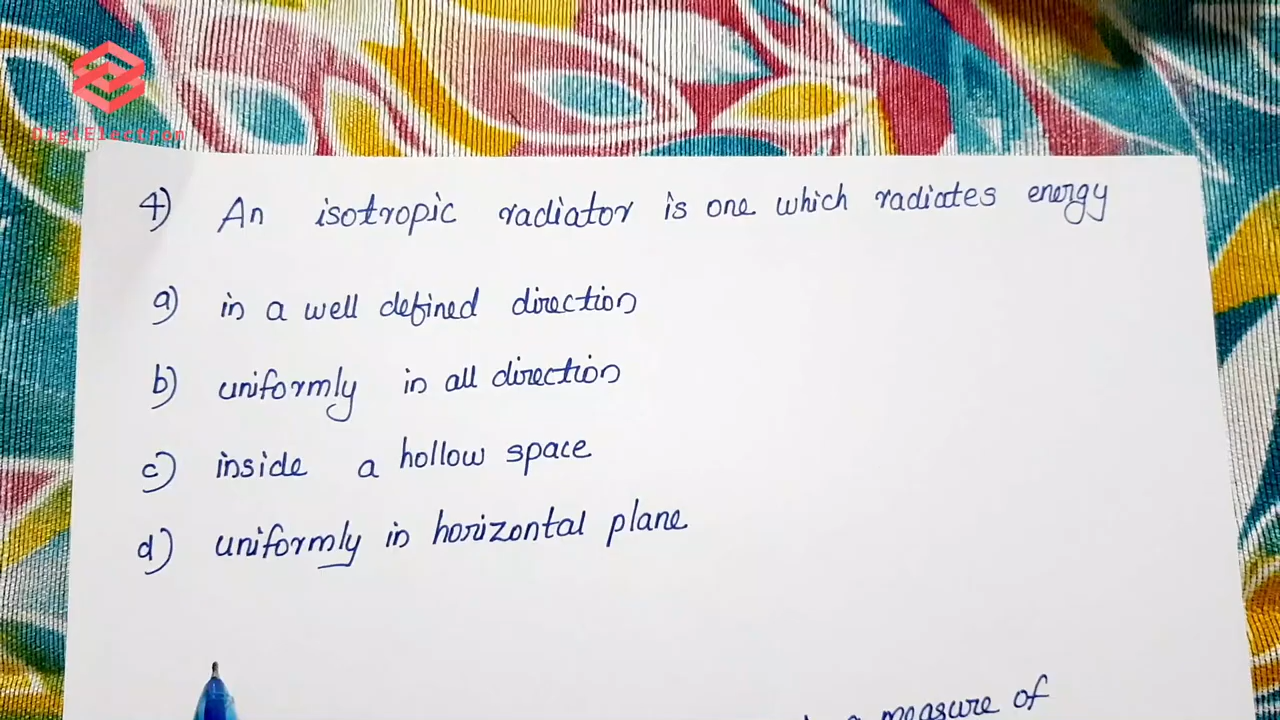 DigiElectron
4) An isotropic radiator is one which radiates energy
a) in a well defined direction
b) uniformly in all direction
c) inside a hollow space
d) uniformly in horizontal plane
a measure of